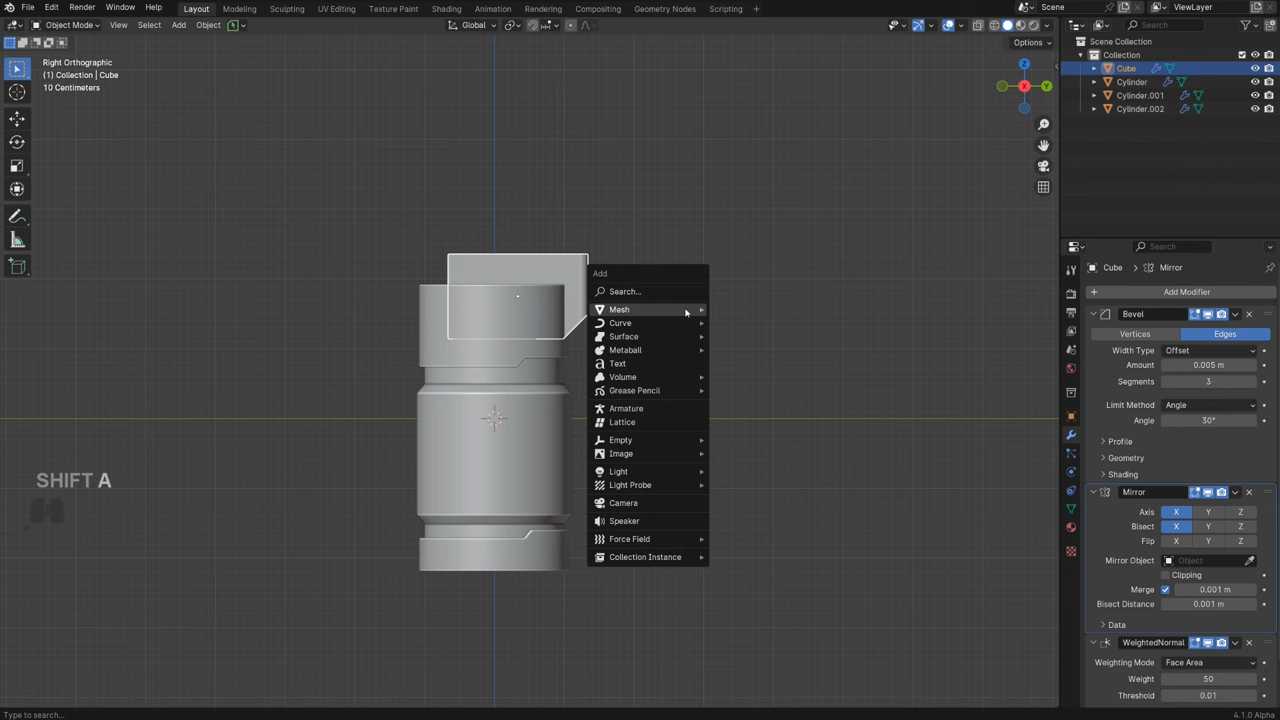 File Edit Render Window Help
Layout Modeling Sculpting UV Editing Texture Paint Shading Animation Rendering Compositing Geometry Nodes Scripting +
Scene
ViewLayer
Object Mode View Select Add Object
Global
Options
Search
Right Orthographic
(1) Collection | Cube
10 Centimeters
Z
X
Y
Scene Collection
Collection
Cube
Cylinder
Cylinder.001
Cylinder.002
SHIFT A
Add
Search...
Mesh
Curve
Surface
Metaball
Text
Volume
Grease Pencil
Armature
Lattice
Empty
Image
Light
Light Probe
Camera
Speaker
Force Field
Collection Instance
Search
Cube Mirror
Add Modifier
Bevel
Vertices Edges
Width Type Offset
Amount 0.005 m
Segments 3
Limit Method Angle
Angle 30°
Profile
Geometry
Shading
Mirror
Axis X Y Z
Bisect X Y Z
Flip X Y Z
Mirror Object Object
Clipping
Merge 0.001 m
Bisect Distance 0.001 m
Data
WeightedNormal
Weighting Mode Face Area
Weight 50
Threshold 0.01
Type to search...
4.1.0 Alpha